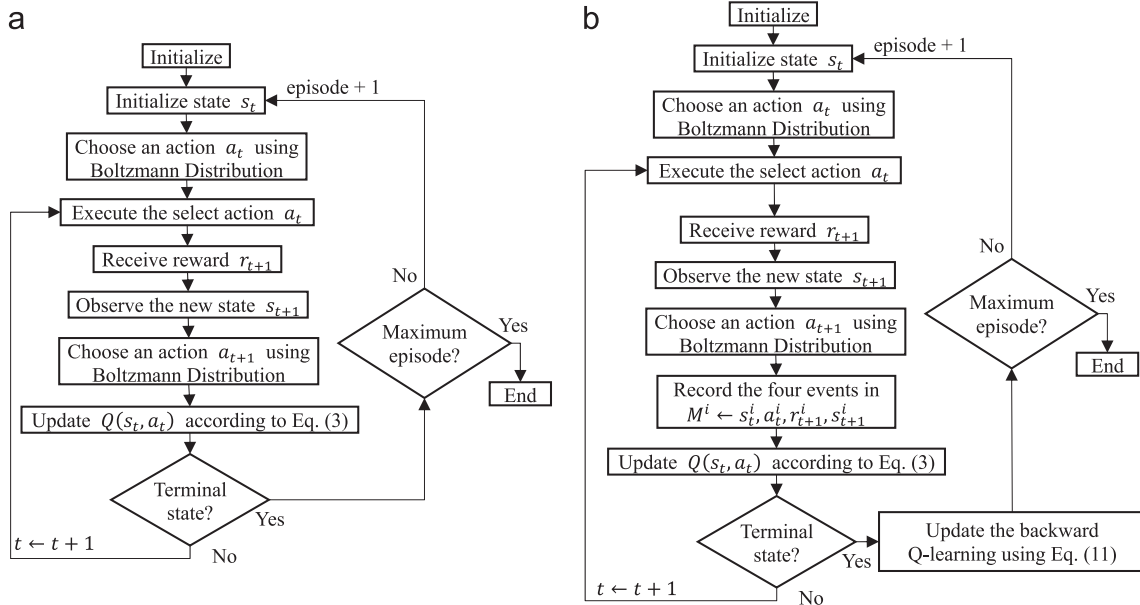 a
Initialize
Initialize state s_t
episode + 1
Choose an action a_t using
Boltzmann Distribution
Execute the select action a_t
Receive reward r_{t+1}
Observe the new state s_{t+1}
Choose an action a_{t+1} using
Boltzmann Distribution
Update Q(s_t, a_t) according to Eq. (3)
Terminal
state?
Yes
No
t ← t + 1
Maximum
episode?
No
Yes
End
b
Initialize
Initialize state s_t
episode + 1
Choose an action a_t using
Boltzmann Distribution
Execute the select action a_t
Receive reward r_{t+1}
Observe the new state s_{t+1}
Choose an action a_{t+1} using
Boltzmann Distribution
Record the four events in
M^i ← s_t^i, a_t^i, r_{t+1}^i, s_{t+1}^i
Update Q(s_t, a_t) according to Eq. (3)
Terminal
state?
Yes
No
t ← t + 1
Update the backward
Q-learning using Eq. (11)
Maximum
episode?
No
Yes
End